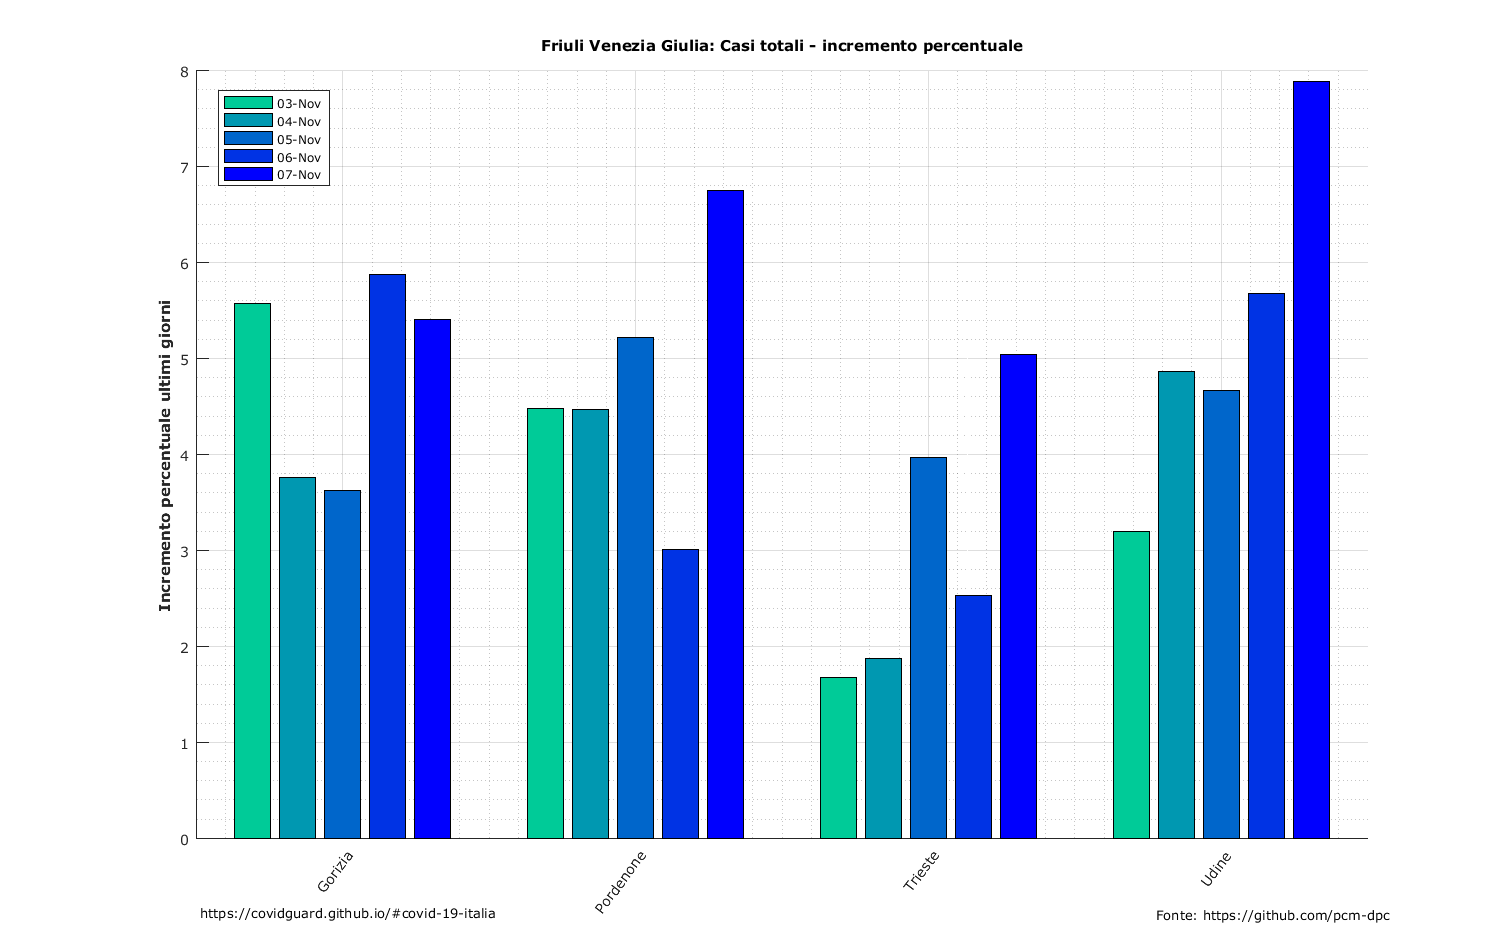 Friuli Venezia Giulia: Casi totali - incremento percentuale
8
7
6
5
4
3
2
1
0
Incremento percentuale ultimi giorni
03-Nov
04-Nov
05-Nov
06-Nov
07-Nov
Gorizia
Pordenone
Trieste
Udine
https://covidguard.github.io/#covid-19-italia
Fonte: https://github.com/pcm-dpc